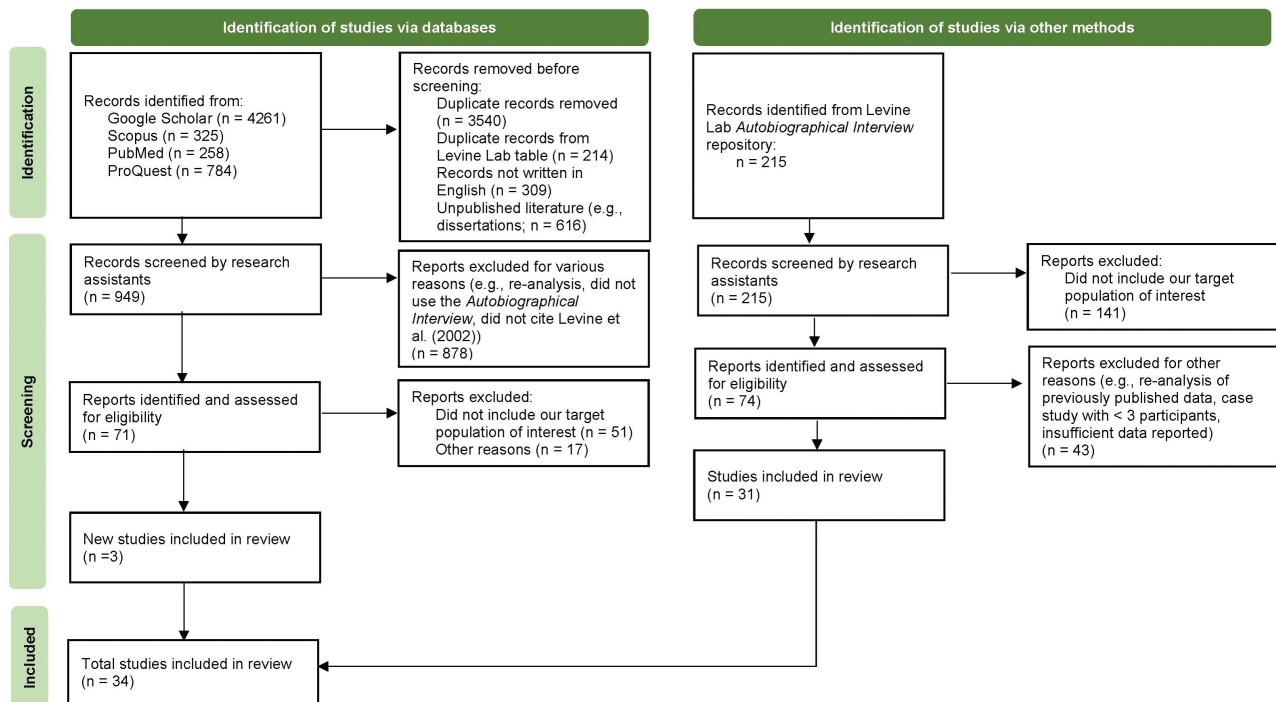 Identification of studies via databases
Identification of studies via other methods
Identification
Records identified from:
Google Scholar (n = 4261)
Scopus (n = 325)
PubMed (n = 258)
ProQuest (n = 784)
Records removed before
screening:
Duplicate records removed
(n = 3540)
Duplicate records from
Levine Lab table (n = 214)
Records not written in
English (n = 309)
Unpublished literature (e.g.,
dissertations; n = 616)
Records identified from Levine
Lab Autobiographical Interview
repository:
n = 215
Screening
Records screened by research
assistants
(n = 949)
Reports excluded for various
reasons (e.g., re-analysis, did not
use the Autobiographical
Interview, did not cite Levine et
al. (2002))
(n = 878)
Records screened by research
assistants
(n = 215)
Reports excluded:
Did not include our target
population of interest
(n = 141)
Reports identified and assessed
for eligibility
(n = 71)
Reports excluded:
Did not include our target
population of interest (n = 51)
Other reasons (n = 17)
Reports identified and assessed
for eligibility
(n = 74)
Reports excluded for other
reasons (e.g., re-analysis of
previously published data, case
study with < 3 participants,
insufficient data reported)
(n = 43)
New studies included in review
(n =3)
Studies included in review
(n = 31)
Included
Total studies included in review
(n = 34)